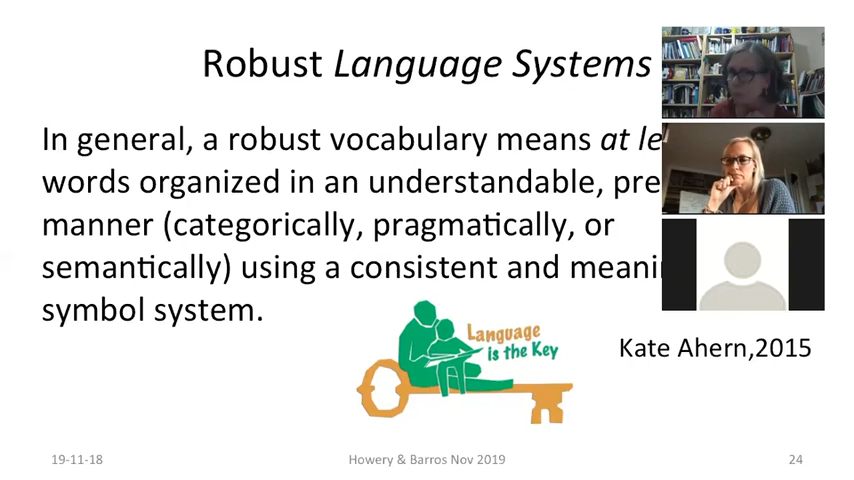 Robust Language Systems
In general, a robust vocabulary means at le
words organized in an understandable, pre
manner (categorically, pragmatically, or
semantically) using a consistent and meani
symbol system.
Language
is the Key
Kate Ahern,2015
19-11-18
Howery & Barros Nov 2019
24